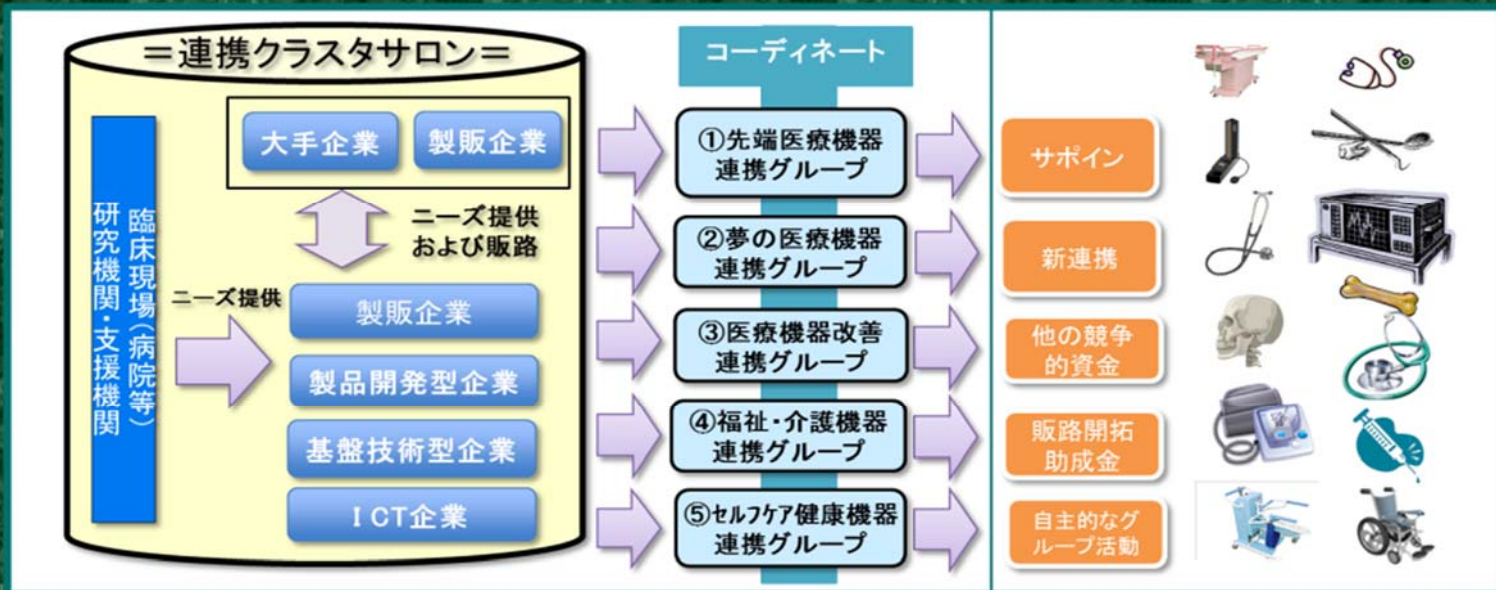 =連携クラスタサロン=
大手企業
製販企業
ニーズ提供
および販路
臨床現場(病院等)
研究機関・支援機関
ニーズ提供
製販企業
製品開発型企業
基盤技術型企業
ICT企業
コーディネート
①先端医療機器
連携グループ
②夢の医療機器
連携グループ
③医療機器改善
連携グループ
④福祉・介護機器
連携グループ
⑤セルフケア健康機器
連携グループ
サポイン
新連携
他の競争
的資金
販路開拓
助成金
自主的なグ
ループ活動